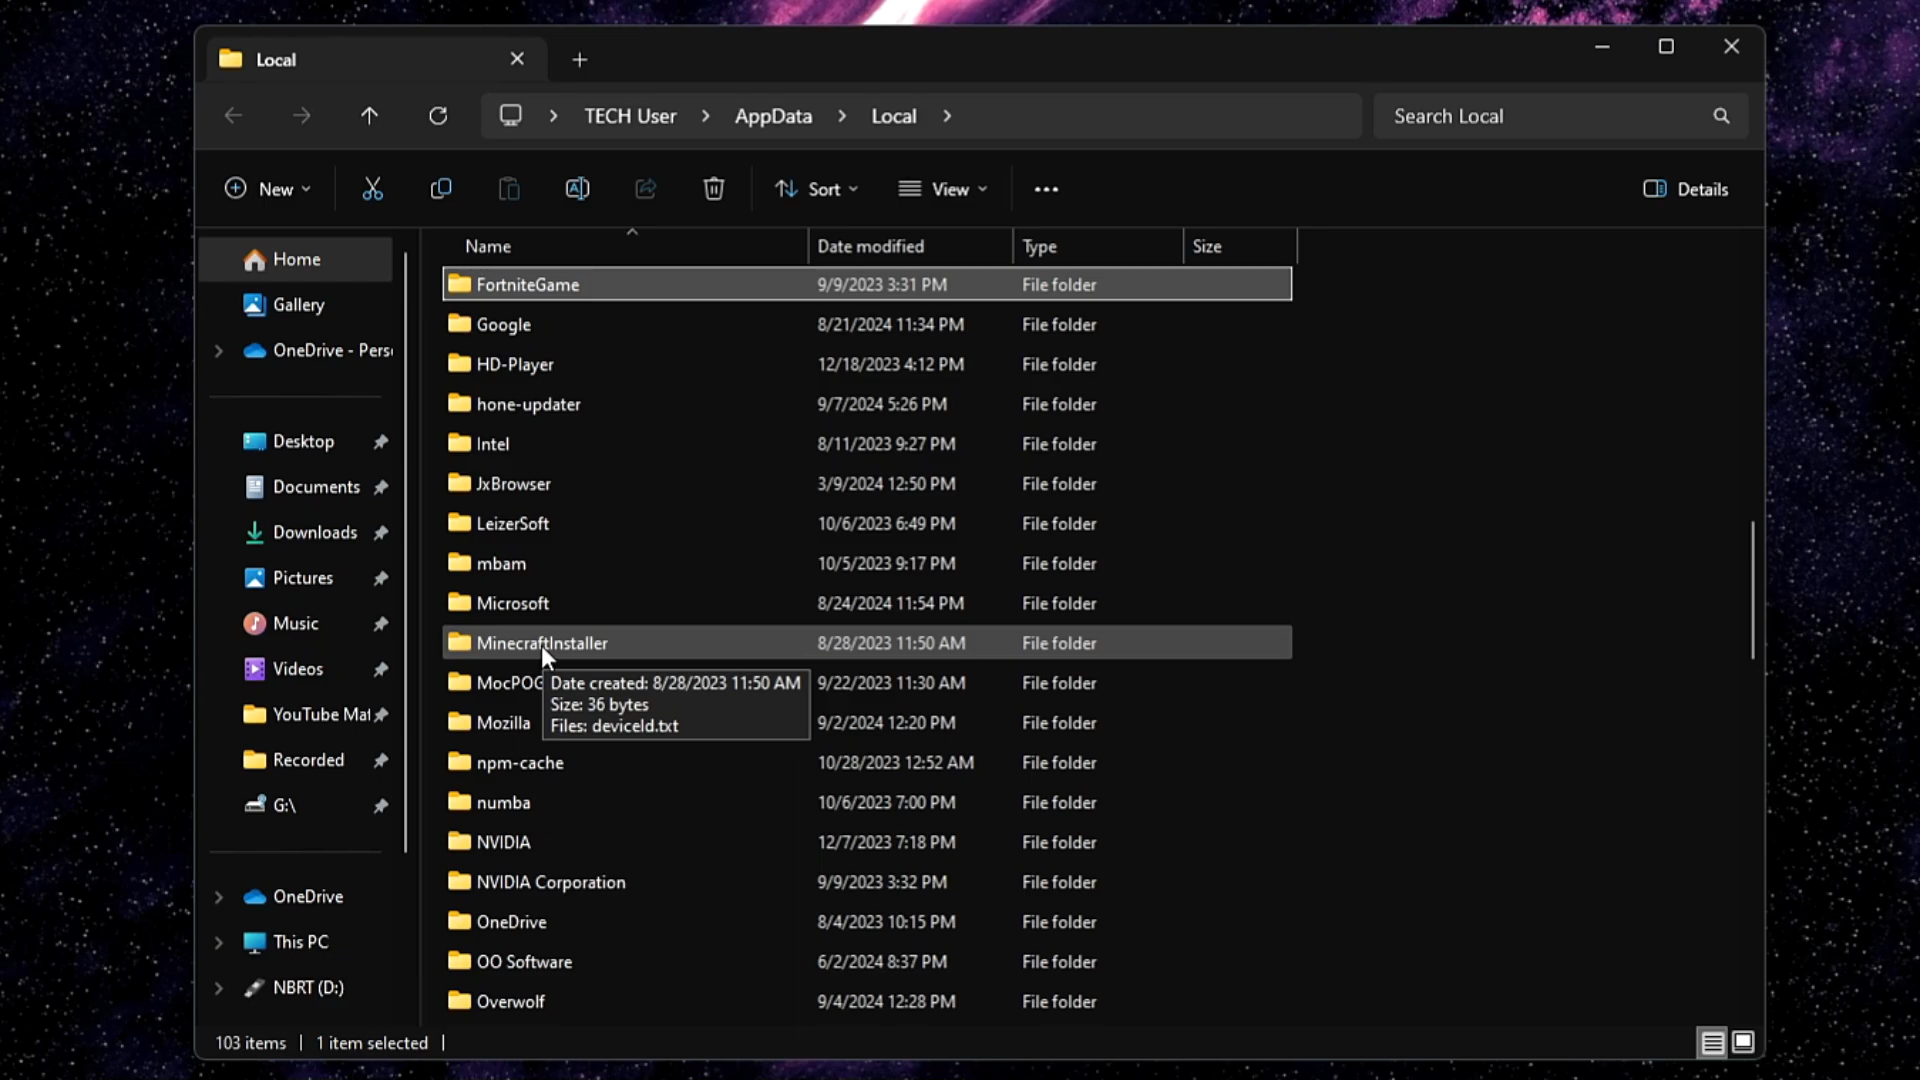 Local
TECH User > AppData > Local >
Search Local
New
Sort
View
Details
Name Date modified Type Size
Home
Gallery
OneDrive - Pers
Desktop
Documents
Downloads
Pictures
Music
Videos
YouTube Mat
Recorded
G:\
OneDrive
This PC
NBRT (D:)
FortniteGame 9/9/2023 3:31 PM File folder
Google 8/21/2024 11:34 PM File folder
HD-Player 12/18/2023 4:12 PM File folder
hone-updater 9/7/2024 5:26 PM File folder
Intel 8/11/2023 9:27 PM File folder
JxBrowser 3/9/2024 12:50 PM File folder
LeizerSoft 10/6/2023 6:49 PM File folder
mbam 10/5/2023 9:17 PM File folder
Microsoft 8/24/2024 11:54 PM File folder
MinecraftInstaller 8/28/2023 11:50 AM File folder
MocPOG 9/22/2023 11:30 AM File folder
Date created: 8/28/2023 11:50 AM
Size: 36 bytes
Files: deviceId.txt
Mozilla 9/2/2024 12:20 PM File folder
npm-cache 10/28/2023 12:52 AM File folder
numba 10/6/2023 7:00 PM File folder
NVIDIA 12/7/2023 7:18 PM File folder
NVIDIA Corporation 9/9/2023 3:32 PM File folder
OneDrive 8/4/2023 10:15 PM File folder
OO Software 6/2/2024 8:37 PM File folder
Overwolf 9/4/2024 12:28 PM File folder
103 items | 1 item selected |